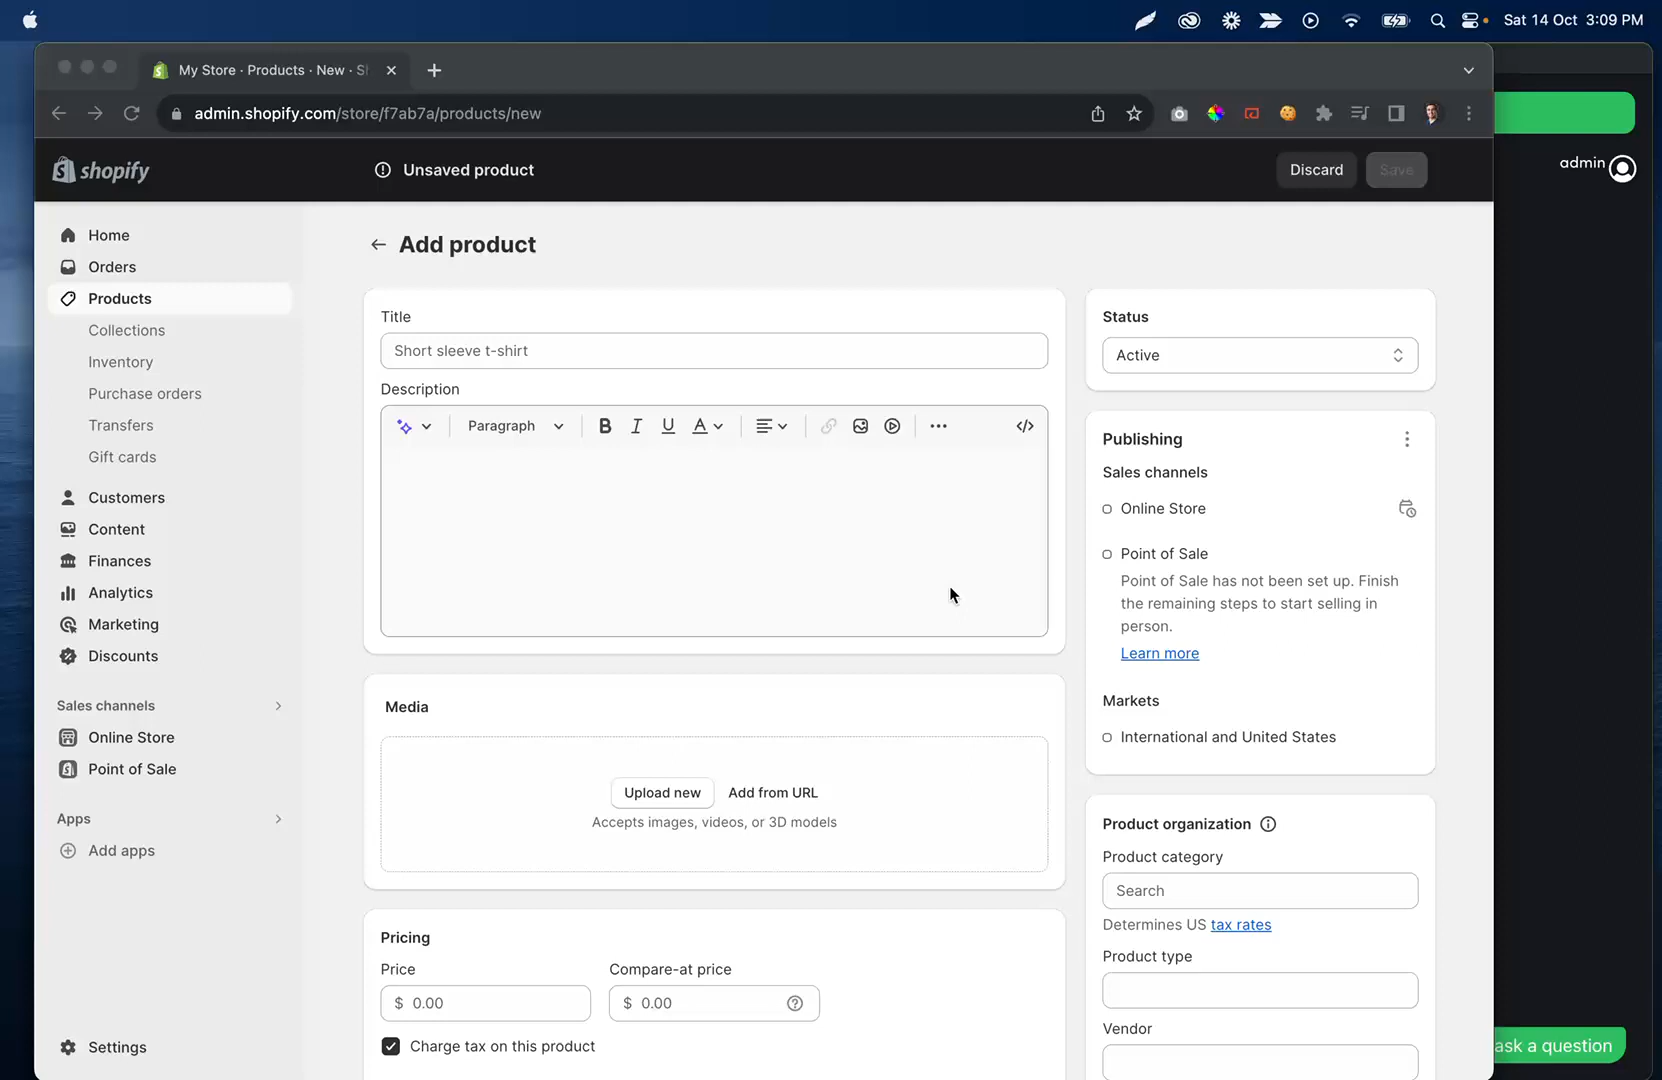 Sat 14 Oct 3:09 PM
My Store · Products · New · S
admin.shopify.com/store/f7ab7a/products/new
shopify
Unsaved product
Discard
Save
admin
Home
Orders
Products
Collections
Inventory
Purchase orders
Transfers
Gift cards
Customers
Content
Finances
Analytics
Marketing
Discounts
Sales channels
Online Store
Point of Sale
Apps
Add apps
Settings
Add product
Title
Short sleeve t-shirt
Description
Paragraph
B I U A
Media
Upload new Add from URL
Accepts images, videos, or 3D models
Pricing
Price Compare-at price
$ 0.00 $ 0.00
Charge tax on this product
Status
Active
Publishing
Sales channels
Online Store
Point of Sale
Point of Sale has not been set up. Finish
the remaining steps to start selling in
person.
Learn more
Markets
International and United States
Product organization
Product category
Search
Determines US tax rates
Product type
Vendor
ask a question